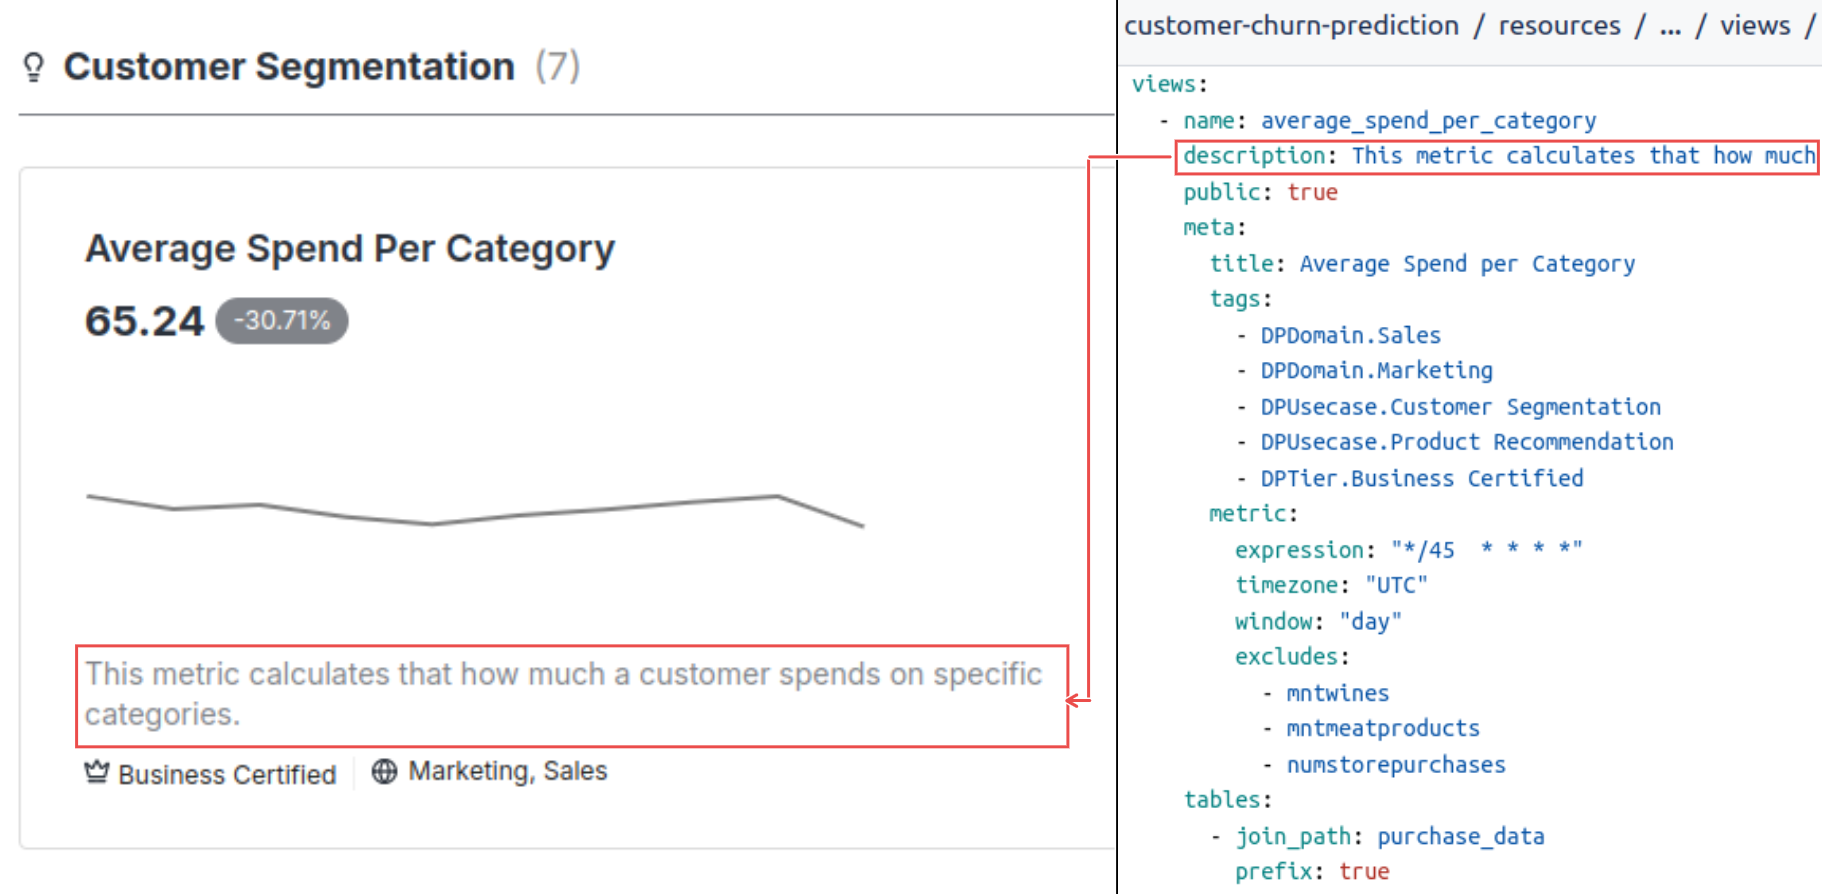 Customer Segmentation (7)
Average Spend Per Category
65.24 -30.71%
This metric calculates that how much a customer spends on specific
categories.
Business Certified
Marketing, Sales
customer-churn-prediction / resources / ... / views /
views:
- name: average_spend_per_category
description: This metric calculates that how much
public: true
meta:
title: Average Spend per Category
tags:
- DPDomain.Sales
- DPDomain.Marketing
- DPUsecase.Customer Segmentation
- DPUsecase.Product Recommendation
- DPTier.Business Certified
metric:
expression: "*/45  * * * *"
timezone: "UTC"
window: "day"
excludes:
- mntwines
- mntmeatproducts
- numstorepurchases
tables:
- join_path: purchase_data
prefix: true